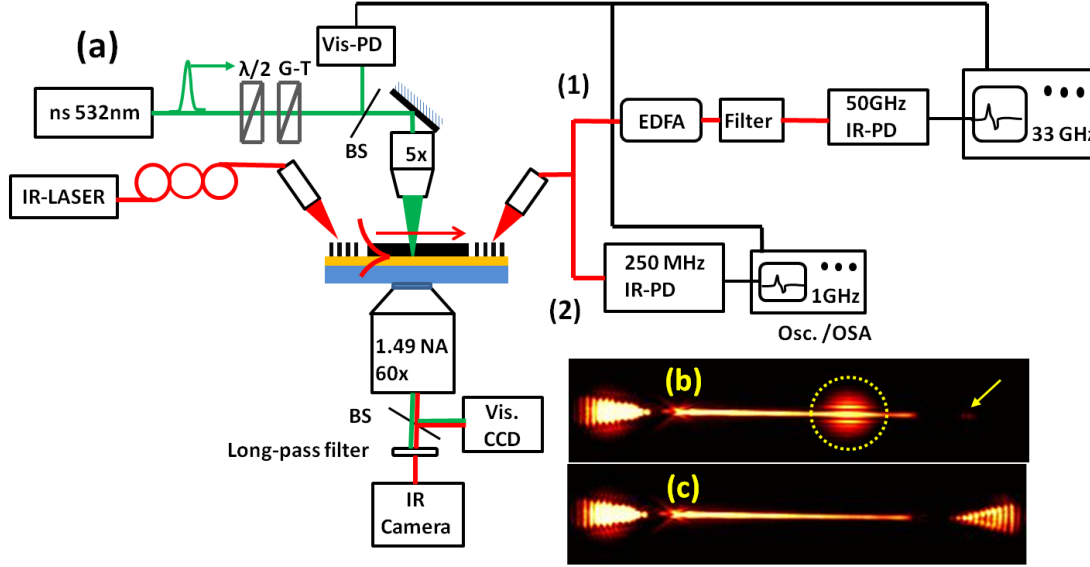 (a)
Vis-PD
λ/2 G-T
ns 532nm
BS
5x
IR-LASER
(1)
EDFA
Filter
50GHz
IR-PD
33 GHz
(2)
250 MHz
IR-PD
1GHz
Osc. /OSA
1.49 NA
60x
BS
Vis.
CCD
Long-pass filter
IR
Camera
(b)
(c)